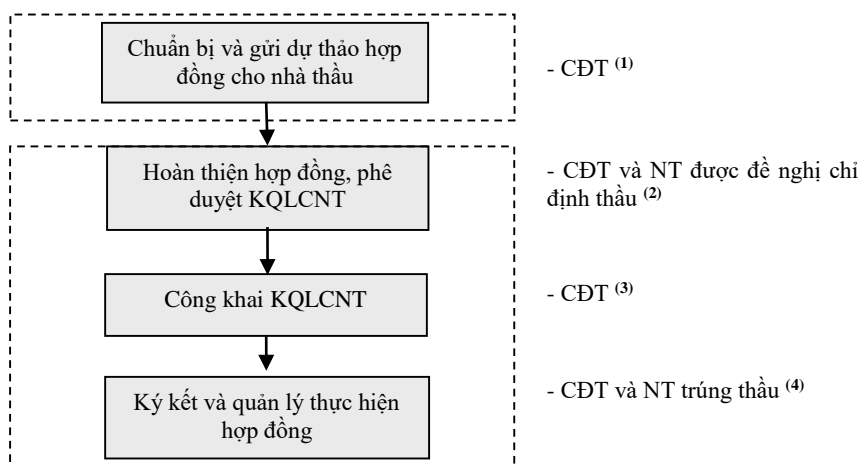 Chuẩn bị và gửi dự thảo hợp
đồng cho nhà thầu
- CĐT (1)
Hoàn thiện hợp đồng, phê
duyệt KQLCNT
- CĐT và NT được đề nghị chỉ
định thầu (2)
Công khai KQLCNT
- CĐT (3)
Ký kết và quản lý thực hiện
hợp đồng
- CĐT và NT trúng thầu (4)